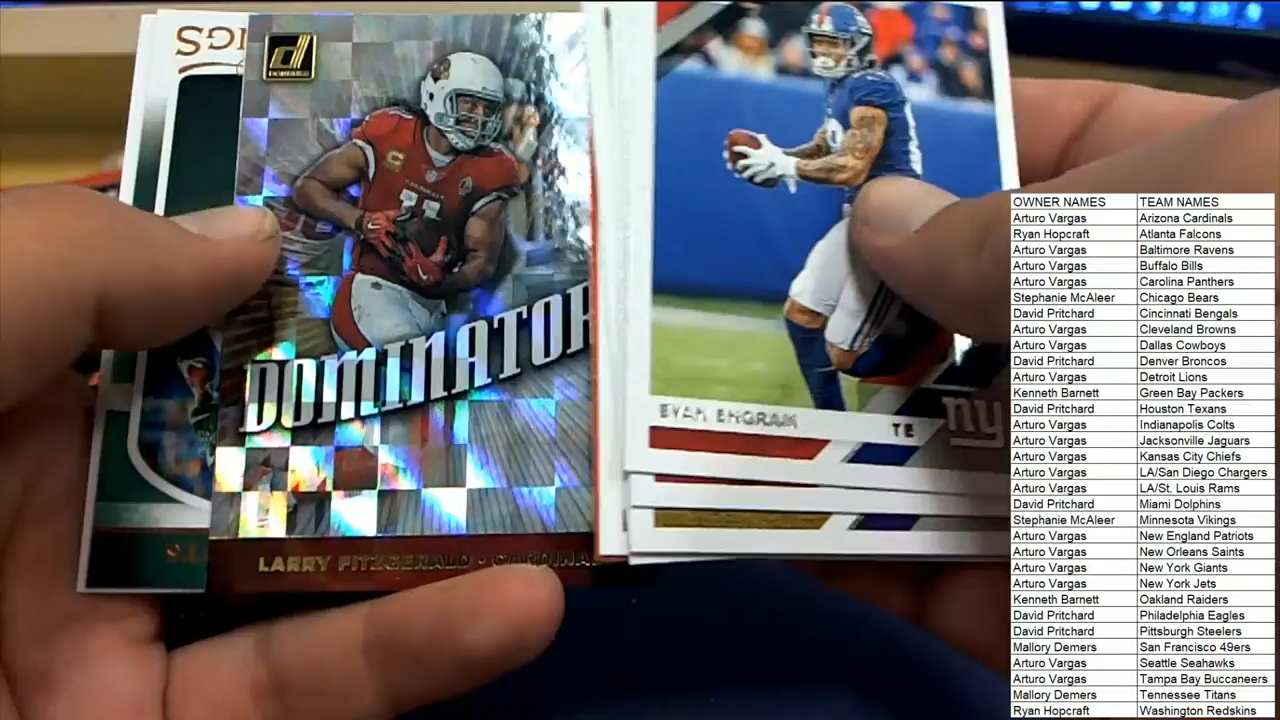 d
DONRUSS
11
DOMINATOR
LARRY FITZGERALD • CARDINA
EVAN ENGRAM TE
ny
OWNER NAMES TEAM NAMES
Arturo Vargas Arizona Cardinals
Ryan Hopcraft Atlanta Falcons
Arturo Vargas Baltimore Ravens
Arturo Vargas Buffalo Bills
Arturo Vargas Carolina Panthers
Stephanie McAleer Chicago Bears
David Pritchard Cincinnati Bengals
Arturo Vargas Cleveland Browns
Arturo Vargas Dallas Cowboys
David Pritchard Denver Broncos
Arturo Vargas Detroit Lions
Kenneth Barnett Green Bay Packers
David Pritchard Houston Texans
Arturo Vargas Indianapolis Colts
Arturo Vargas Jacksonville Jaguars
Arturo Vargas Kansas City Chiefs
Arturo Vargas LA/San Diego Chargers
Arturo Vargas LA/St. Louis Rams
David Pritchard Miami Dolphins
Stephanie McAleer Minnesota Vikings
Arturo Vargas New England Patriots
Arturo Vargas New Orleans Saints
Arturo Vargas New York Giants
Arturo Vargas New York Jets
Kenneth Barnett Oakland Raiders
David Pritchard Philadelphia Eagles
David Pritchard Pittsburgh Steelers
Mallory Demers San Francisco 49ers
Arturo Vargas Seattle Seahawks
Arturo Vargas Tampa Bay Buccaneers
Mallory Demers Tennessee Titans
Ryan Hopcraft Washington Redskins